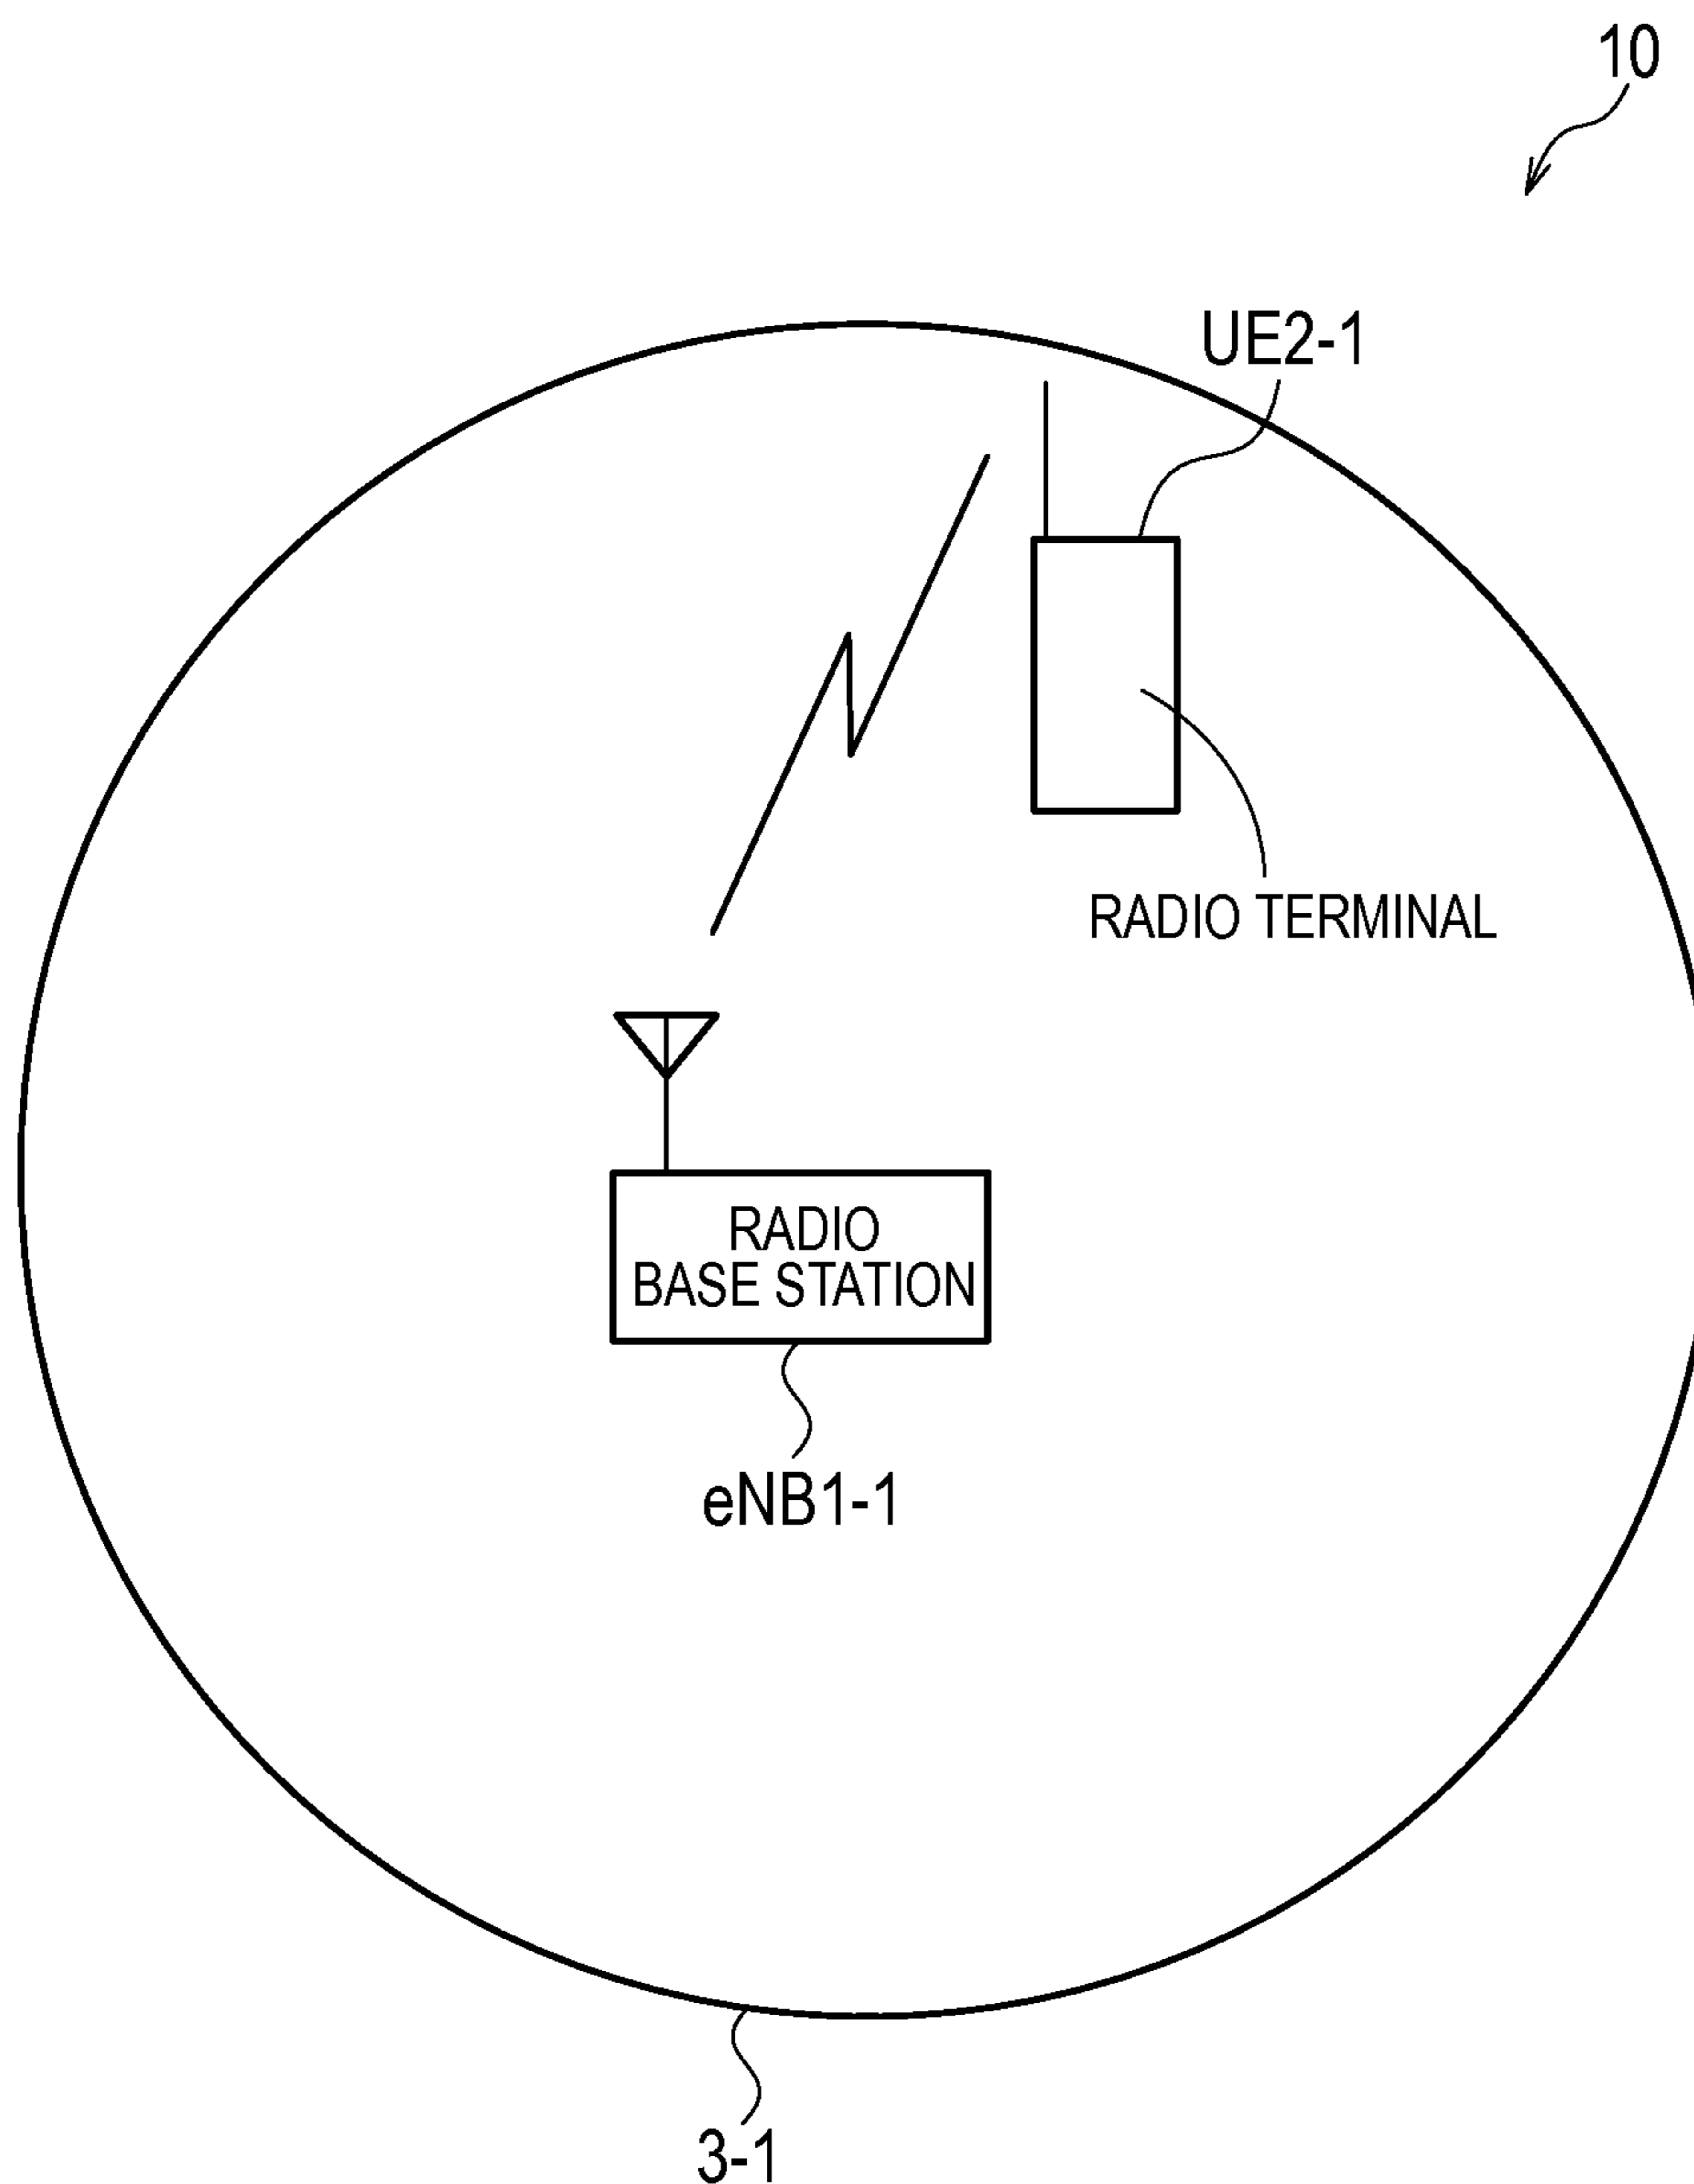 10
UE2-1
RADIO TERMINAL
RADIO
BASE STATION
eNB1-1
3-1